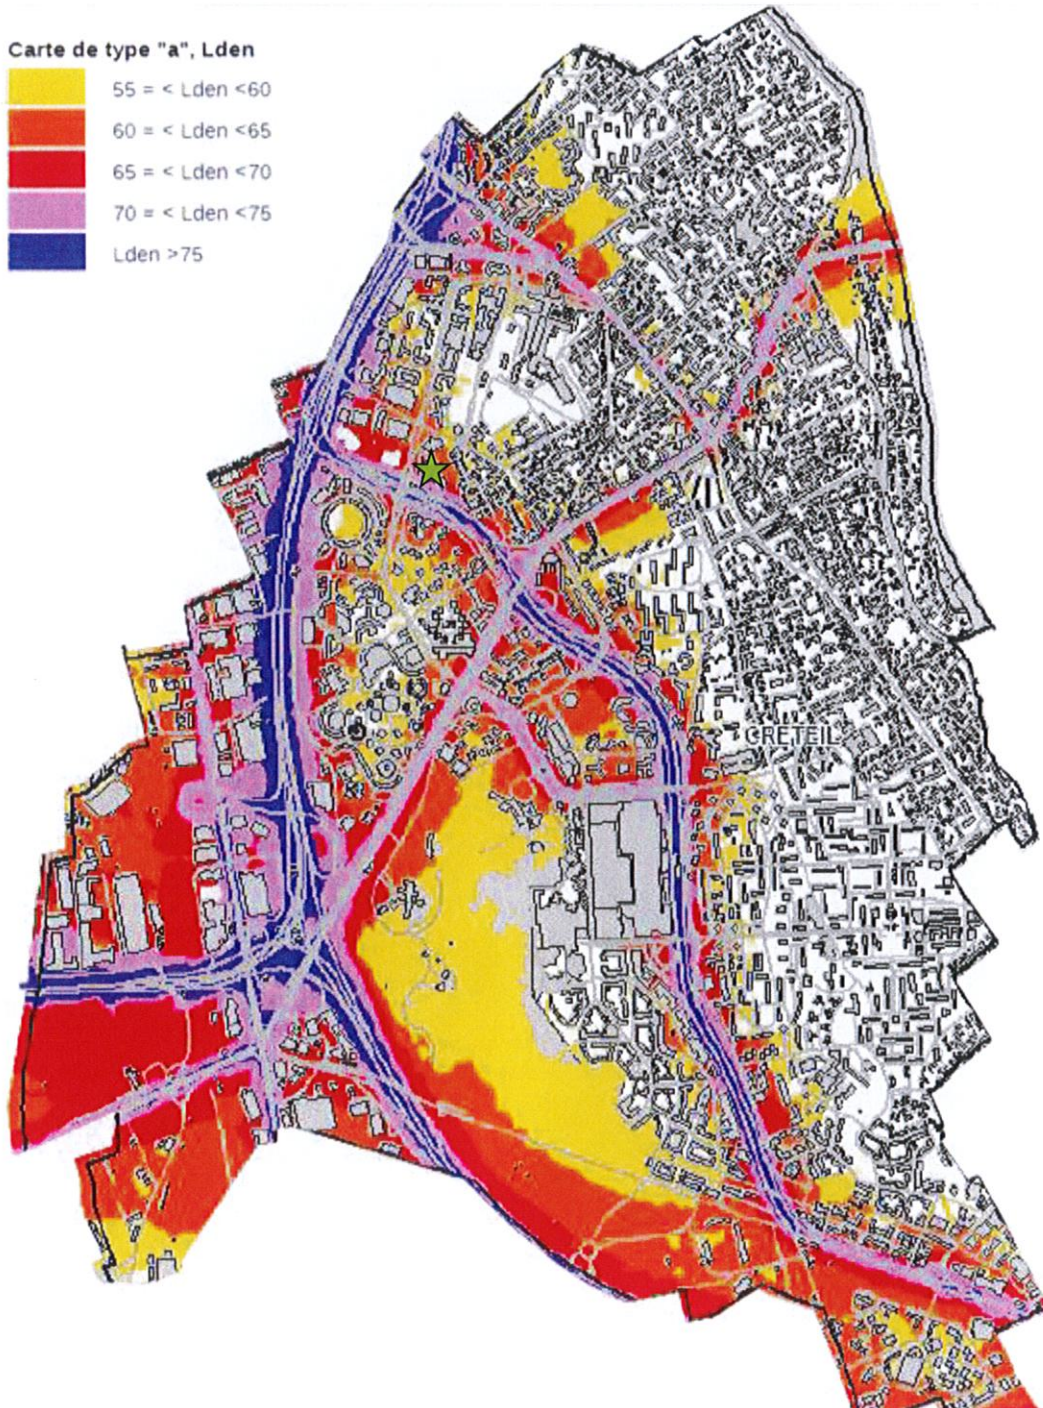 Carte de type "a", Lden
55 = < Lden <60
60 = < Lden <65
65 = < Lden <70
70 = < Lden <75
Lden >75
CRETEIL